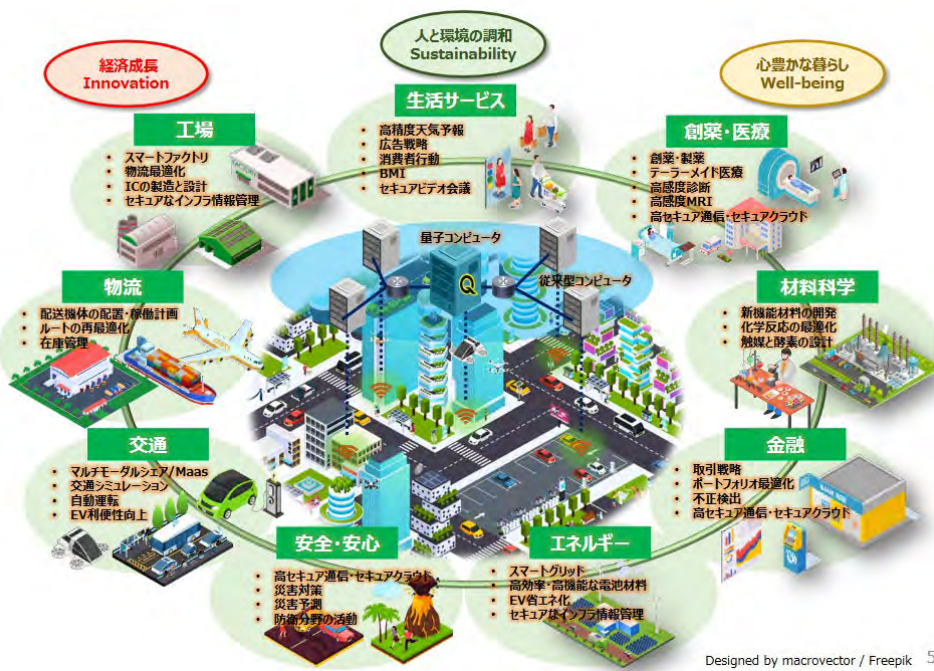 人と環境の調和
Sustainability
経済成長
Innovation
心豊かな暮らし
Well-being
生活サービス
• 高精度天気予報
• 広告戦略
• 消費者行動
• BMI
• セキュアビデオ会議
工場
• スマートファクトリ
• 物流最適化
• ICの製造と設計
• セキュアなインフラ情報管理
創薬・医療
• 創薬・製薬
• テーラーメイド医療
• 高感度診断
• 高感度MRI
• 高セキュア通信・セキュアクラウド
量子コンピュータ
Q
従来型コンピュータ
物流
• 配送機体の配置・稼働計画
• ルートの再最適化
• 在庫管理
材料科学
• 新機能材料の開発
• 化学反応の最適化
• 触媒と酵素の設計
交通
• マルチモーダルシェア/Maas
• 交通シミュレーション
• 自動運転
• EV利便性向上
金融
• 取引戦略
• ポートフォリオ最適化
• 不正検出
• 高セキュア通信・セキュアクラウド
安全・安心
• 高セキュア通信・セキュアクラウド
• 災害対策
• 災害予測
• 防衛分野の活動
エネルギー
• スマートグリッド
• 高効率・高機能な電池材料
• EV省エネ化
• セキュアなインフラ情報管理
Designed by macrovector / Freepik
5